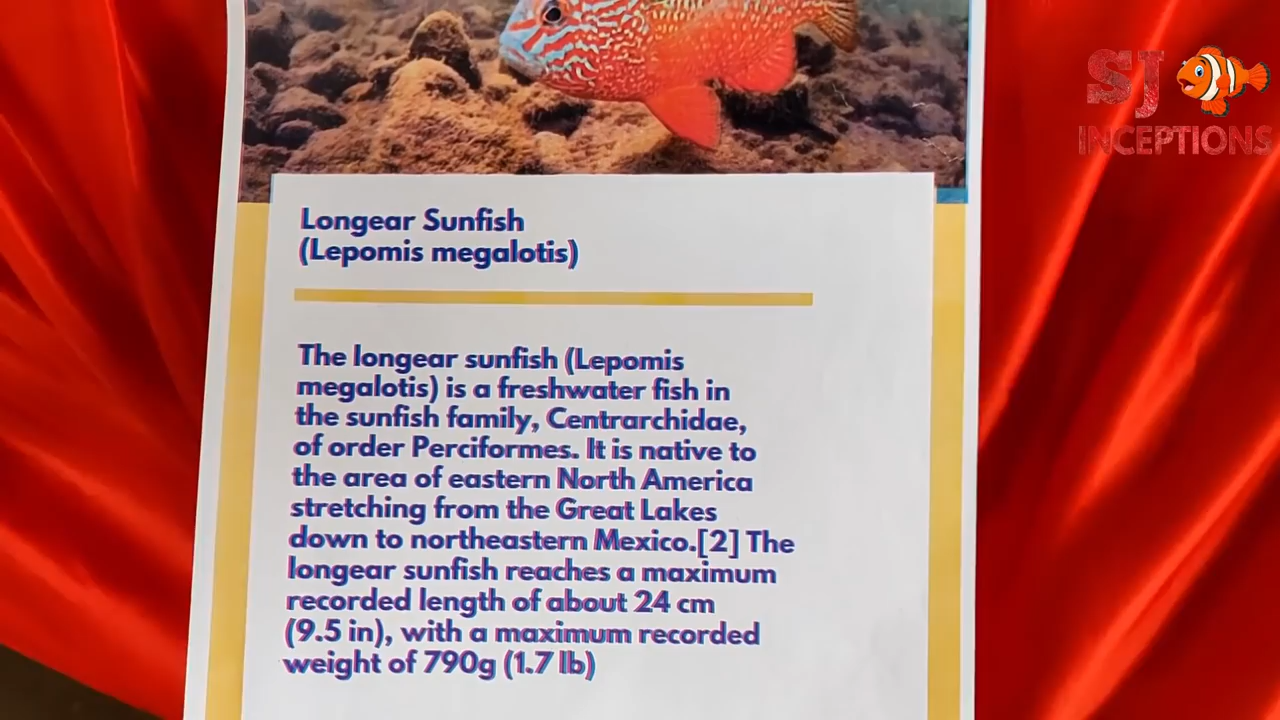 SJ
INCEPTIONS
Longear Sunfish
(Lepomis megalotis)
The longear sunfish (Lepomis
megalotis) is a freshwater fish in
the sunfish family, Centrarchidae,
of order Perciformes. It is native to
the area of eastern North America
stretching from the Great Lakes
down to northeastern Mexico.[2] The
longear sunfish reaches a maximum
recorded length of about 24 cm
(9.5 in), with a maximum recorded
weight of 790g (1.7 lb)